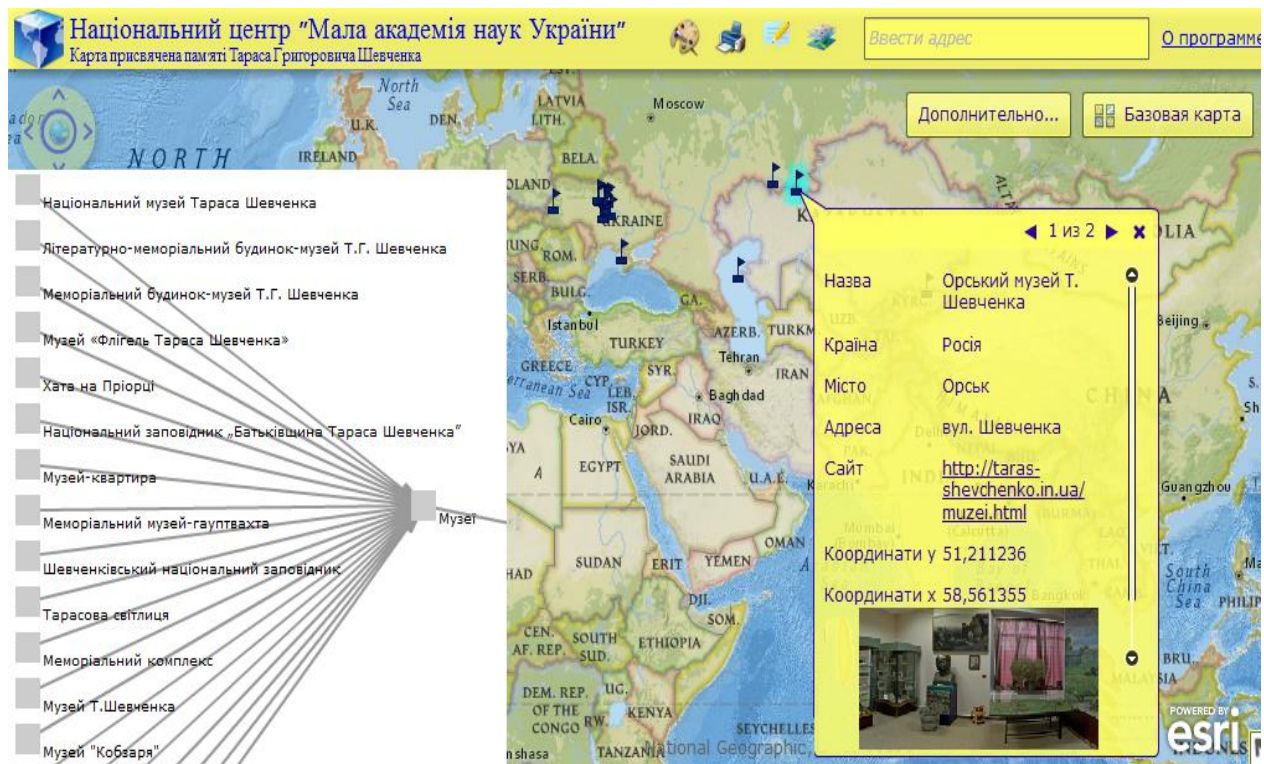 Національний центр "Мала академія наук України"
Карта присвячена пам'яті Тараса Григоровича Шевченка
Ввести адрес
О программе
Дополнительно...
Базовая карта
North
Sea
LATVIA
LITH.
Moscow
DEN.
U.K.
IRELAND
NORTH
BELA.
OLAND
UKRAINE
UNG.
ROM.
SERB.
BULG.
GA.
Istanbul
TURKEY
AZERB.
TURKM
GREECE
Tehran
SYR.
IRAN
CYP
LEB.
ISR.
Baghdad
Cairo
IRAQ
JORD.
EGYPT
SAUDI
ARABIA
U.A.E.
OMAN
SUDAN
ERIT
YEMEN
DJI.
SOM.
CEN.
AF. REP.
SOUTH
SUD.
ETHIOPIA
DEM. REP.
OF THE
CONGO
UG.
RW.
KENYA
SEYCHELLES
nshasa
TANZANIA
National Geographic,
Beijing
CHINA
Guangzhou
South
China
Sea
PHILIP
BRU.
MALAYSIA
INDONES
POWERED BY
esri
Національний музей Тараса Шевченка
Літературно-меморіальний будинок-музей Т.Г. Шевченка
Меморіальний будинок-музей Т.Г. Шевченка
Музей «Флігель Тараса Шевченка»
Хата на Пріорці
Національний заповідник „Батьківщина Тараса Шевченка”
Музей-квартира
Меморіальний музей-гауптвахта
Шевченківський національний заповідник
Тарасова світлиця
Меморіальний комплекс
Музей Т.Шевченка
Музей "Кобзаря"
Музеї
1 из 2
Назва Орський музей Т.
Шевченка
Країна Росія
Місто Орськ
Адреса вул. Шевченка
Сайт http://taras-
shevchenko.in.ua/
muzei.html
Координати y 51,211236
Координати x 58,561355